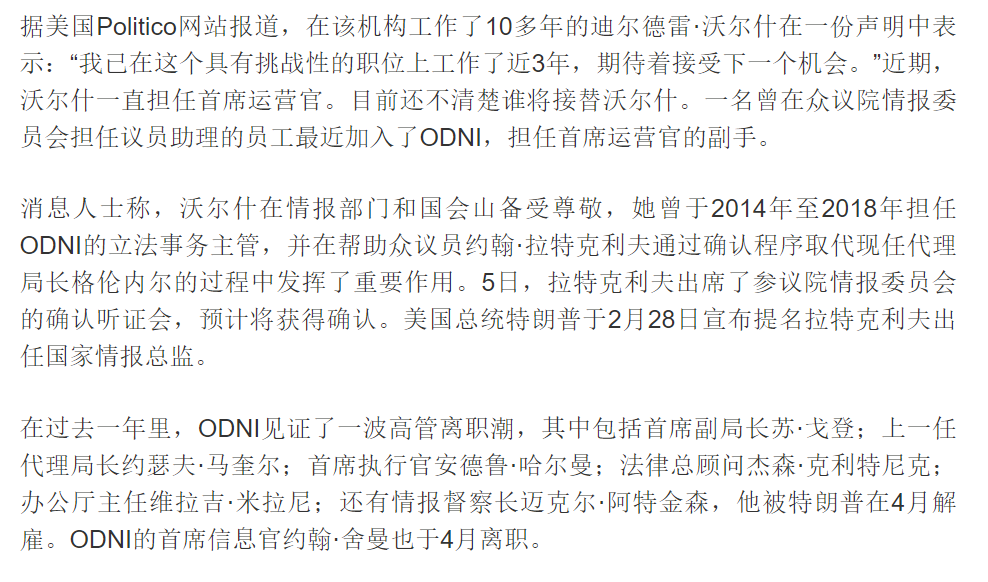 据美国Politico网站报道，在该机构工作了10多年的迪尔德雷·沃尔什在一份声明中表
示：“我已在这个具有挑战性的职位上工作了近3年，期待着接受下一个机会。”近期，
沃尔什一直担任首席运营官。目前还不清楚谁将接替沃尔什。一名曾在众议院情报委
员会担任议员助理的员工最近加入了ODNI，担任首席运营官的副手。
消息人士称，沃尔什在情报部门和国会山备受尊敬，她曾于2014年至2018年担任
ODNI的立法事务主管，并在帮助众议员约翰·拉特克利夫通过确认程序取代现任代理
局长格伦内尔的过程中发挥了重要作用。5日，拉特克利夫出席了参议院情报委员会
的确认听证会，预计将获得确认。美国总统特朗普于2月28日宣布提名拉特克利夫出
任国家情报总监。
在过去一年里，ODNI见证了一波高管离职潮，其中包括首席副局长苏·戈登；上一任
代理局长约瑟夫·马奎尔；首席执行官安德鲁·哈尔曼；法律总顾问杰森·克利特尼克；
办公厅主任维拉吉·米拉尼；还有情报督察长迈克尔·阿特金森，他被特朗普在4月解
雇。ODNI的首席信息官约翰·舍曼也于4月离职。